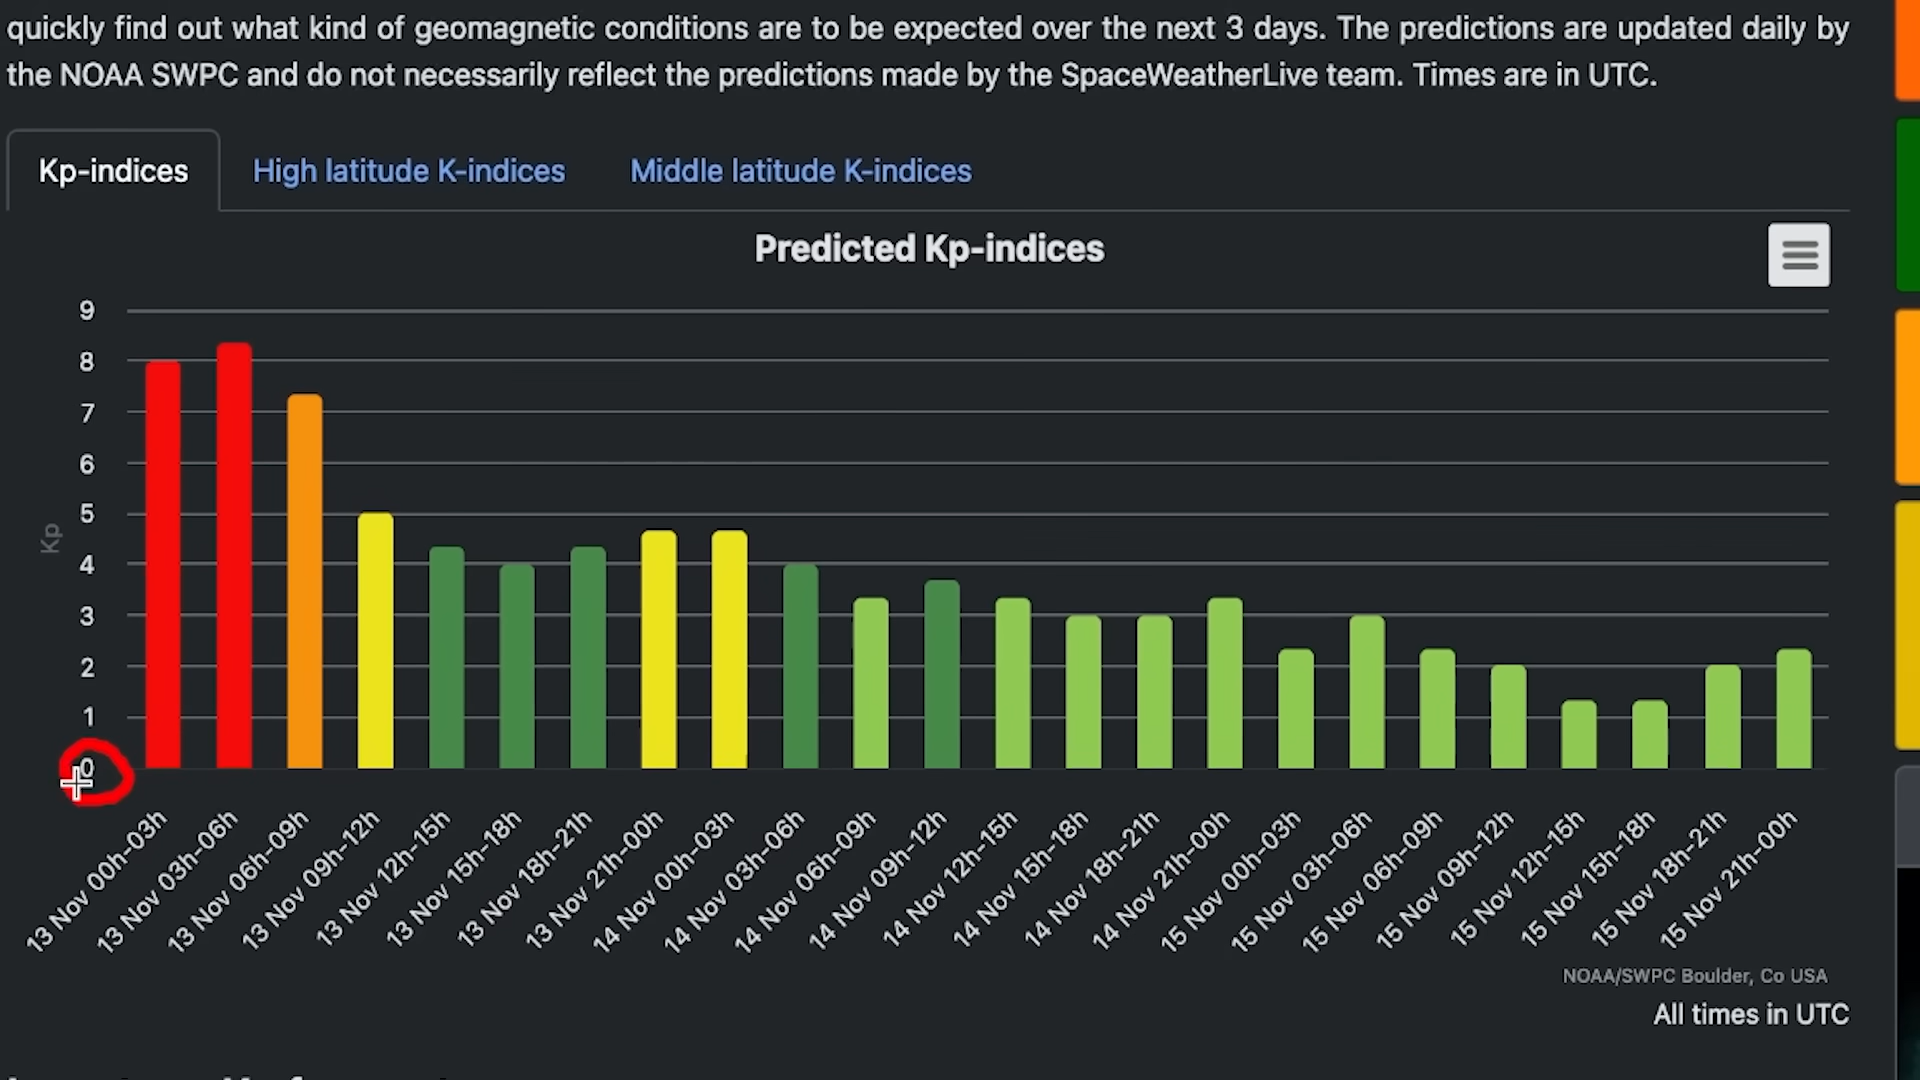 quickly find out what kind of geomagnetic conditions are to be expected over the next 3 days. The predictions are updated daily by
the NOAA SWPC and do not necessarily reflect the predictions made by the SpaceWeatherLive team. Times are in UTC.
Kp-indices
High latitude K-indices
Middle latitude K-indices
Predicted Kp-indices
9
8
7
6
5
4
3
2
1
0
Kp
13 Nov 00h-03h
13 Nov 03h-06h
13 Nov 06h-09h
13 Nov 09h-12h
13 Nov 12h-15h
13 Nov 15h-18h
13 Nov 18h-21h
13 Nov 21h-00h
14 Nov 00h-03h
14 Nov 03h-06h
14 Nov 06h-09h
14 Nov 09h-12h
14 Nov 12h-15h
14 Nov 15h-18h
14 Nov 18h-21h
14 Nov 21h-00h
15 Nov 00h-03h
15 Nov 03h-06h
15 Nov 06h-09h
15 Nov 09h-12h
15 Nov 12h-15h
15 Nov 15h-18h
15 Nov 18h-21h
15 Nov 21h-00h
NOAA/SWPC Boulder, Co USA
All times in UTC